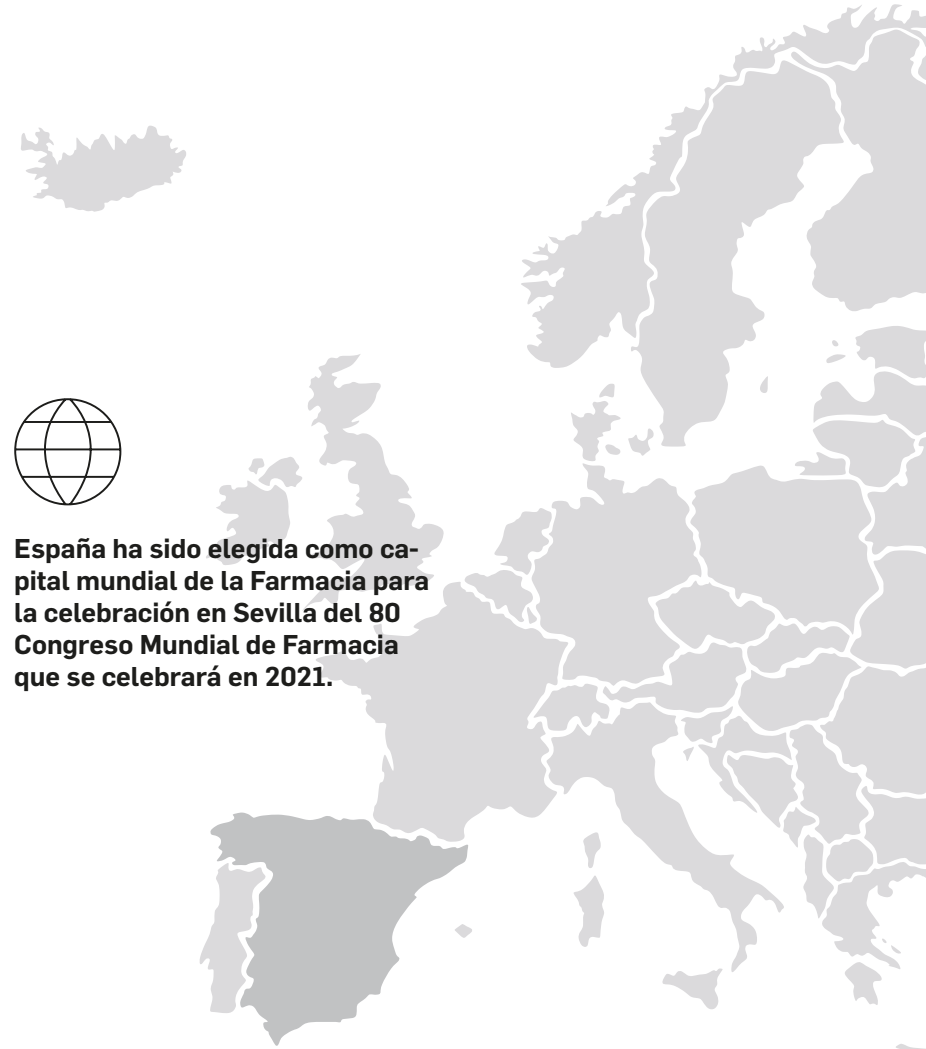 España ha sido elegida como ca-
pital mundial de la Farmacia para
la celebración en Sevilla del 80
Congreso Mundial de Farmacia
que se celebrará en 2021.